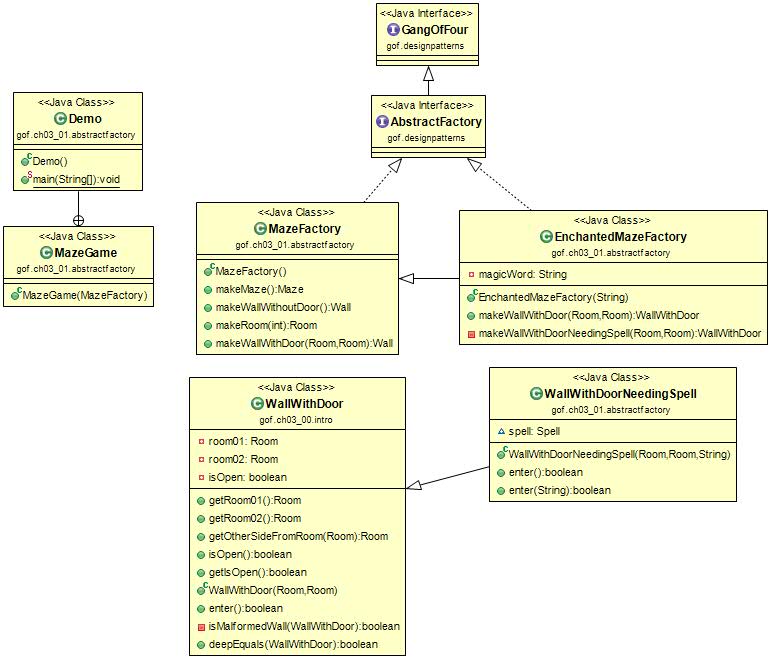 <<Java Interface>>
GangOfFour
gof.designpatterns
<<Java Interface>>
AbstractFactory
gof.designpatterns
<<Java Class>>
Demo
gof.ch03_01.abstractfactory
Demo()
main(String[]):void
<<Java Class>>
MazeGame
gof.ch03_01.abstractfactory
MazeGame(MazeFactory)
<<Java Class>>
MazeFactory
gof.ch03_01.abstractfactory
MazeFactory()
makeMaze():Maze
makeWallWithoutDoor():Wall
makeRoom(int):Room
makeWallWithDoor(Room,Room):Wall
<<Java Class>>
EnchantedMazeFactory
gof.ch03_01.abstractfactory
magicWord: String
EnchantedMazeFactory(String)
makeWallWithDoor(Room,Room):WallWithDoor
makeWallWithDoorNeedingSpell(Room,Room):WallWithDoor
<<Java Class>>
WallWithDoor
gof.ch03_00.intro
room01: Room
room02: Room
isOpen: boolean
getRoom01():Room
getRoom02():Room
getOtherSideFromRoom(Room):Room
isOpen():boolean
getIsOpen():boolean
WallWithDoor(Room,Room)
enter():boolean
isMalformedWall(WallWithDoor):boolean
deepEquals(WallWithDoor):boolean
<<Java Class>>
WallWithDoorNeedingSpell
gof.ch03_01.abstractfactory
spell: Spell
WallWithDoorNeedingSpell(Room,Room,String)
enter():boolean
enter(String):boolean